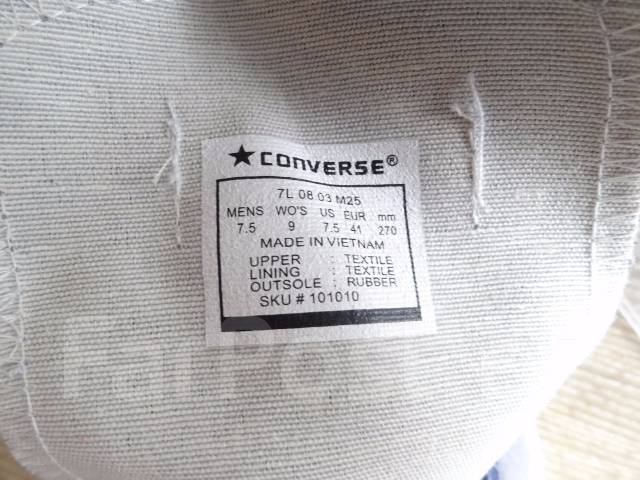 ★CONVERSE®
7L 08 03 M25
MENS WO'S US EUR mm
7.5 9 7.5 41 270
MADE IN VIETNAM
UPPER : TEXTILE
LINING : TEXTILE
OUTSOLE : RUBBER
SKU # 101010